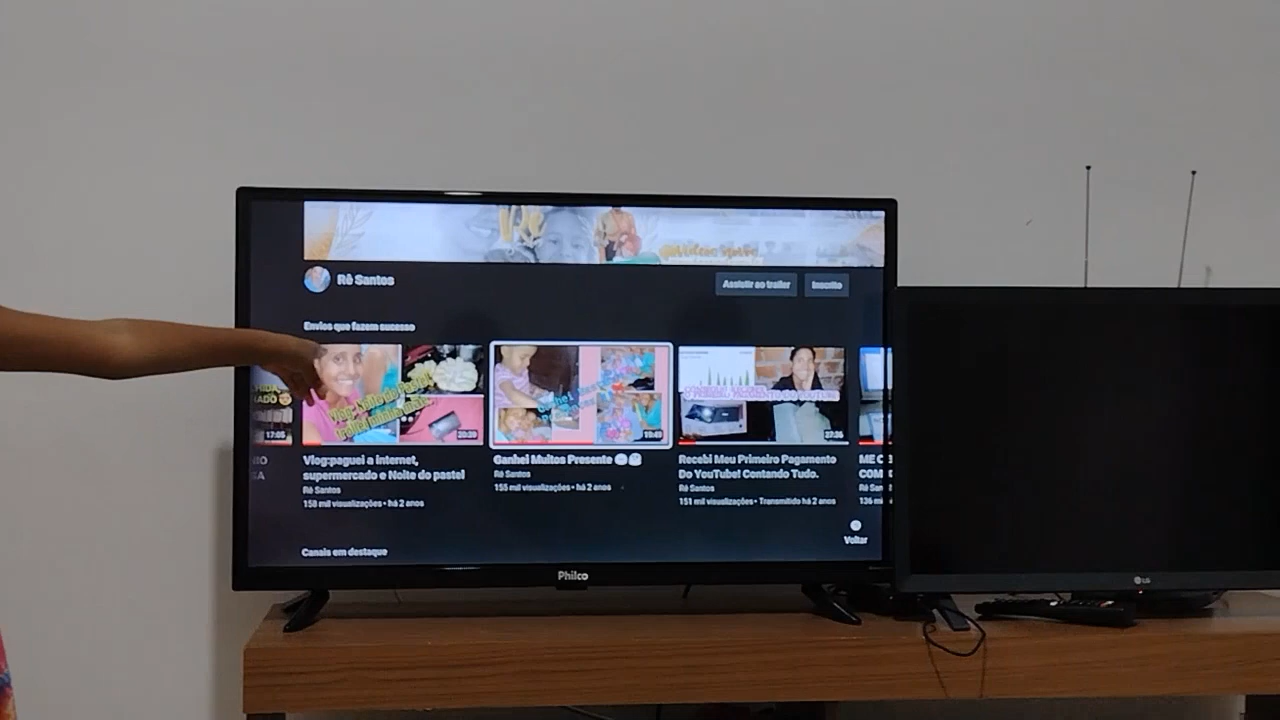 Rê Santos
Assistir ao trailer
Inscrito
Envios que fazem sucesso
17:05
20:39
19:49
27:36
Vlog:paguei a internet,
supermercado e Noite do pastel
Rê Santos
158 mil visualizações • há 2 anos
Ganhei Muitos Presente
Rê Santos
155 mil visualizações • há 2 anos
Recebi Meu Primeiro Pagamento
Do YouTube! Contando Tudo.
Rê Santos
151 mil visualizações • Transmitido há 2 anos
Voltar
Canais em destaque
Philco
LG